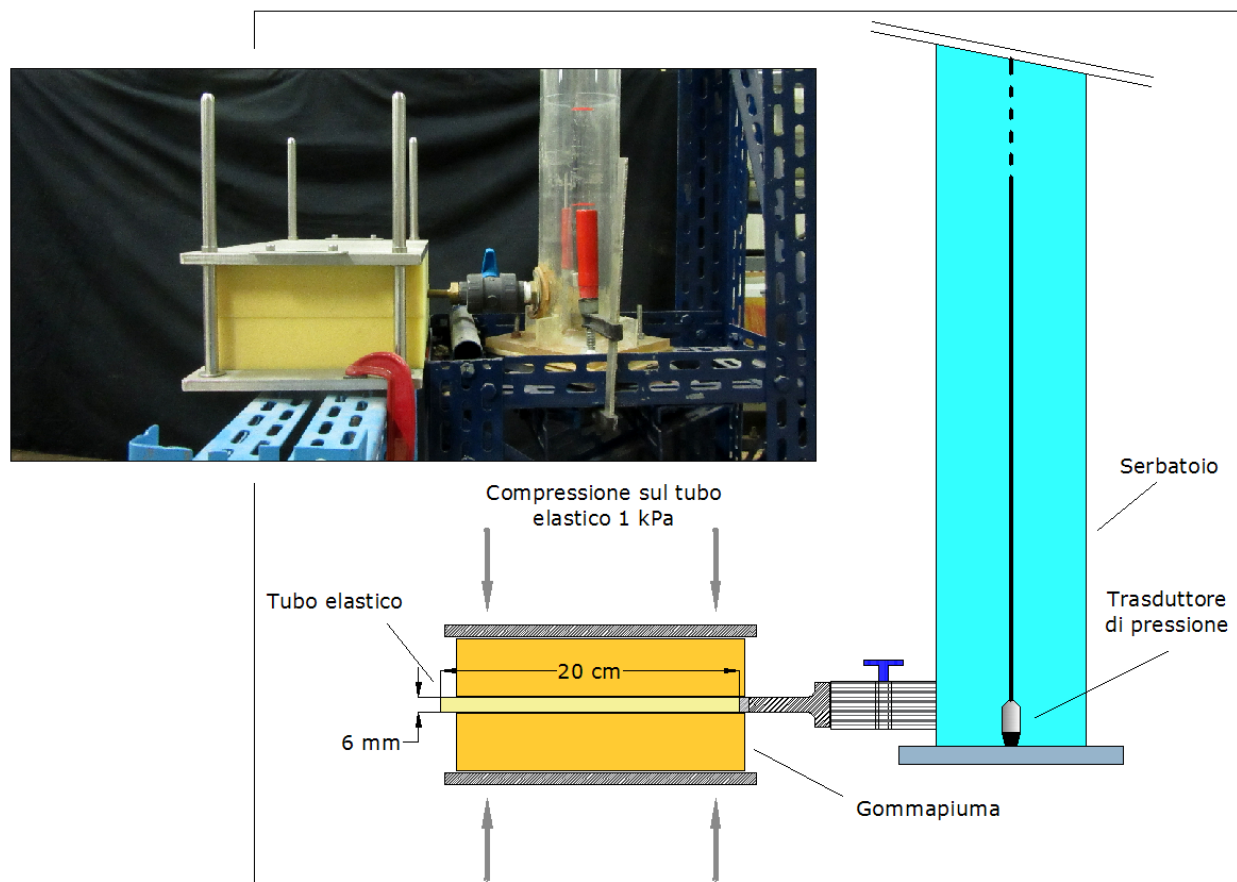 Compressione sul tubo
elastico 1 kPa
Serbatoio
Tubo elastico
Trasduttore
di pressione
20 cm
6 mm
Gommapiuma